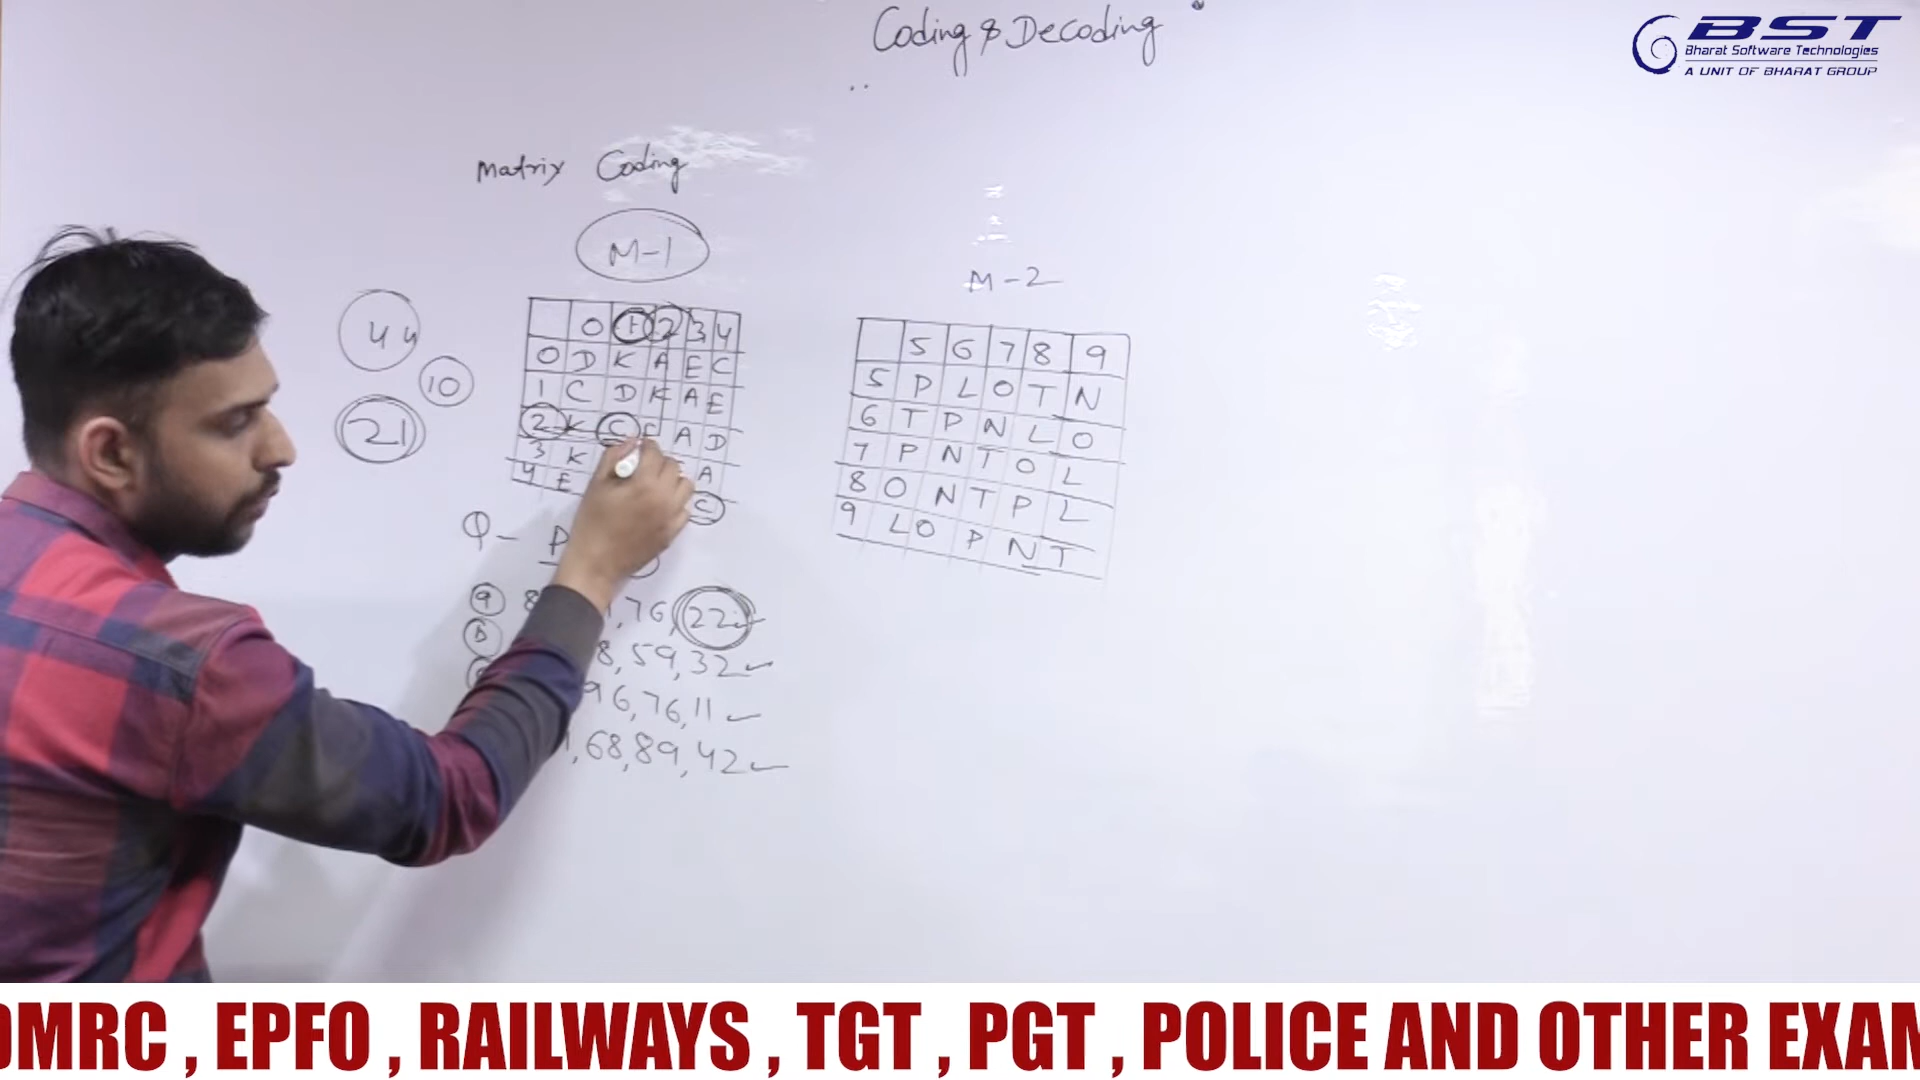 Coding & Decoding
BST
Bharat Software Technologies
A UNIT OF BHARAT GROUP
Matrix Coding
M-1
M-2
44
10
21
0 1 2 3 4
0 D K A E C
1 C D K A E
2 K C E A D
3 K A
4 E C
5 6 7 8 9
5 P L O T N
6 T P N L O
7 P N T O L
8 O N T P L
9 L O P N T
Q- P
a 8 ,76, 22
b 8, 59, 32
96, 76, 11
, 68, 89, 42
DMRC , EPFO , RAILWAYS , TGT , PGT , POLICE AND OTHER EXAM